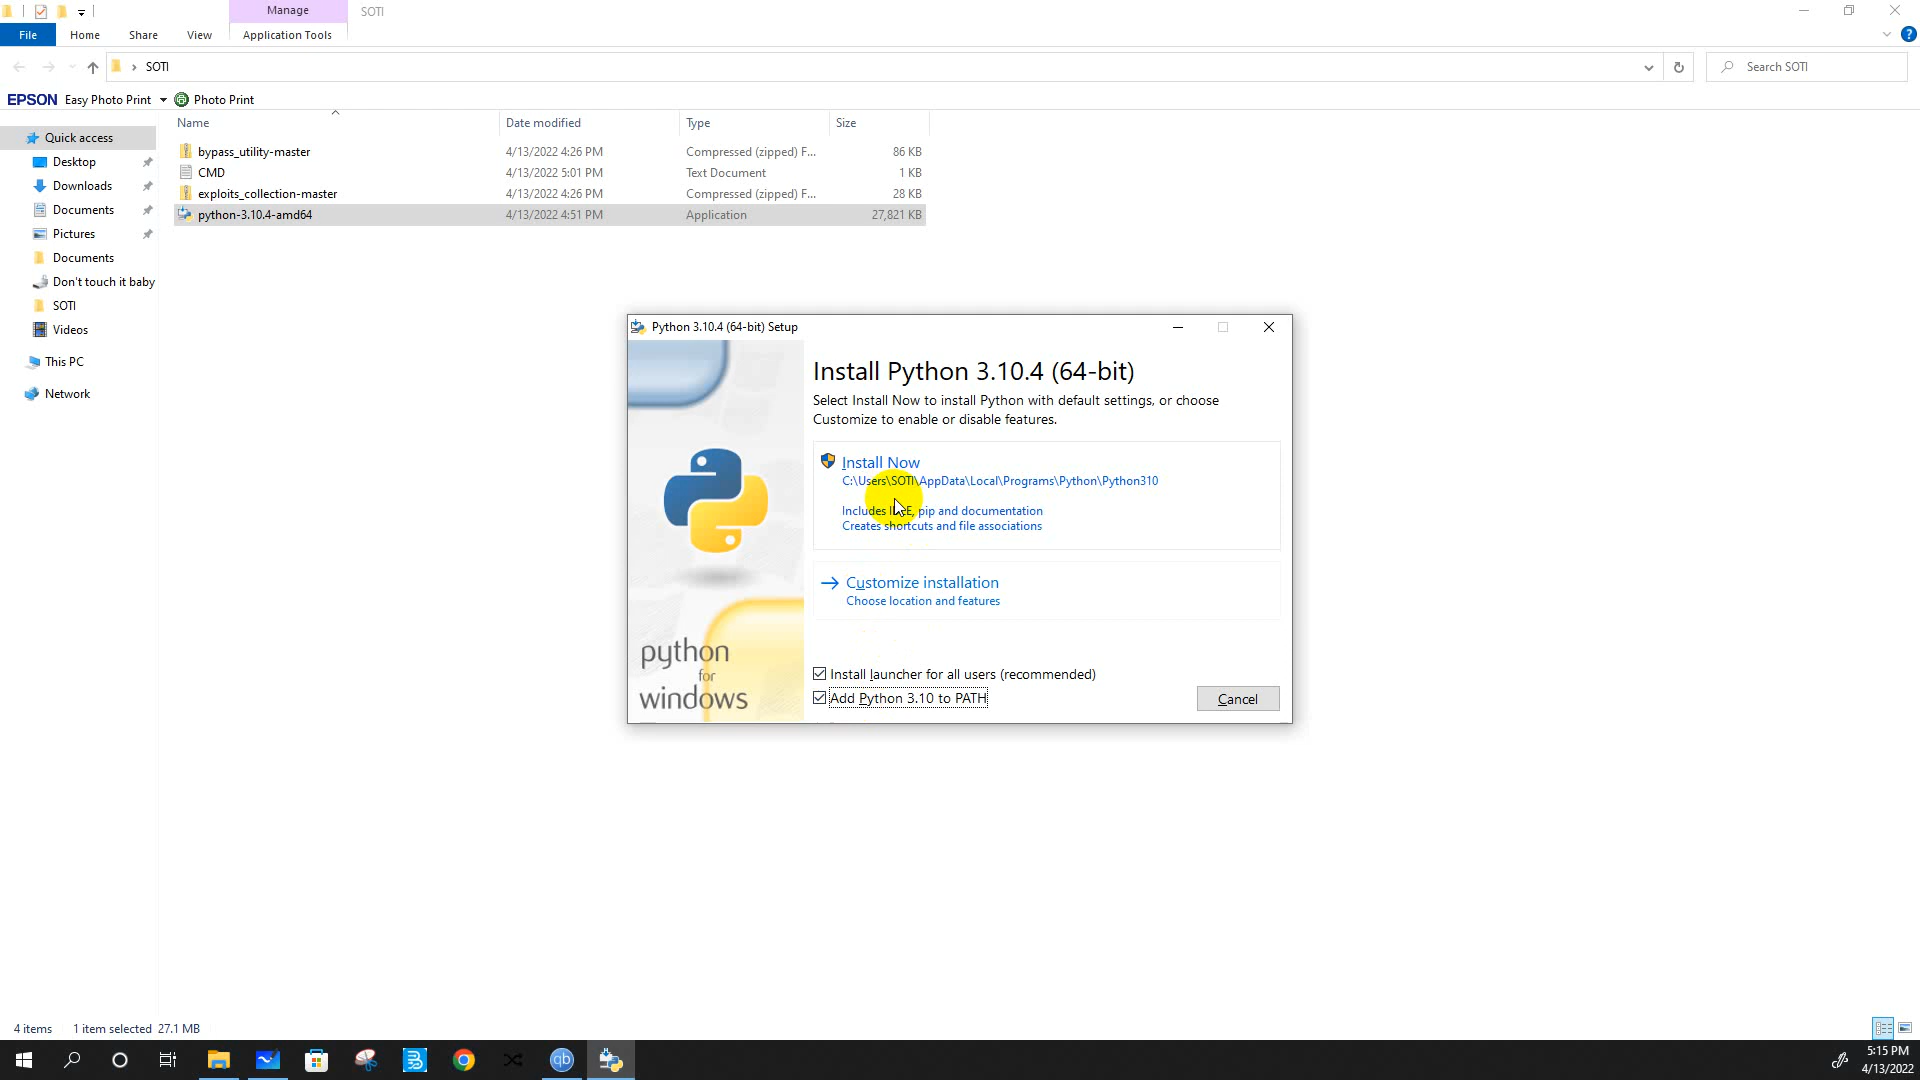 Manage
SOTI
File
Home
Share
View
Application Tools
SOTI
Search SOTI
EPSON Easy Photo Print
Photo Print
Name
Date modified
Type
Size
bypass_utility-master
4/13/2022 4:26 PM
Compressed (zipped) F...
86 KB
CMD
4/13/2022 5:01 PM
Text Document
1 KB
exploits_collection-master
4/13/2022 4:26 PM
Compressed (zipped) F...
28 KB
python-3.10.4-amd64
4/13/2022 4:51 PM
Application
27,821 KB
Quick access
Desktop
Downloads
Documents
Pictures
Documents
Don't touch it baby
SOTI
Videos
This PC
Network
Python 3.10.4 (64-bit) Setup
Install Python 3.10.4 (64-bit)
Select Install Now to install Python with default settings, or choose
Customize to enable or disable features.
Install Now
C:\Users\SOTI\AppData\Local\Programs\Python\Python310
Includes pip and documentation
Creates shortcuts and file associations
Customize installation
Choose location and features
Install launcher for all users (recommended)
Add Python 3.10 to PATH
Cancel
python
for
windows
4 items
1 item selected 27.1 MB
qb
5:15 PM
4/13/2022